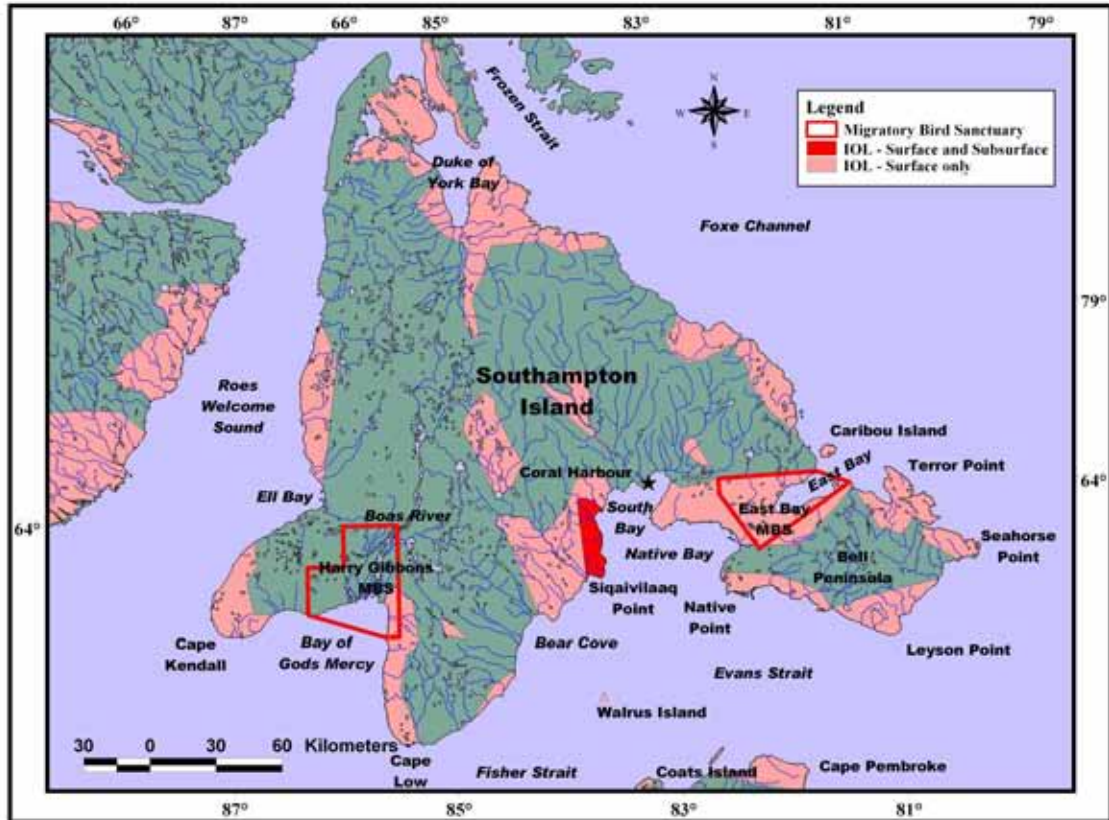 66° 87° 66° 85° 83° 81° 79°
Frozen Strait
N
W E
S
Legend
Migratory Bird Sanctuary
IOL - Surface and Subsurface
IOL - Surface only
Duke of
York Bay
Foxe Channel
79°
Southampton
Island
Roes
Welcome
Sound
Caribou Island
Coral Harbour
East Bay
Terror Point
64°
Ell Bay
South
Bay
East Bay
MBS
Boas River
64°
Native Bay
Seahorse
Point
Bell
Peninsula
Harry Gibbons
MBS
Siqaivilaaq
Point
Native
Point
Cape
Kendall
Bay of
Gods Mercy
Bear Cove
Leyson Point
Evans Strait
Walrus Island
30 0 30 60 Kilometers
Cape
Low
Fisher Strait
Coats Island
Cape Pembroke
87° 85° 83° 81°